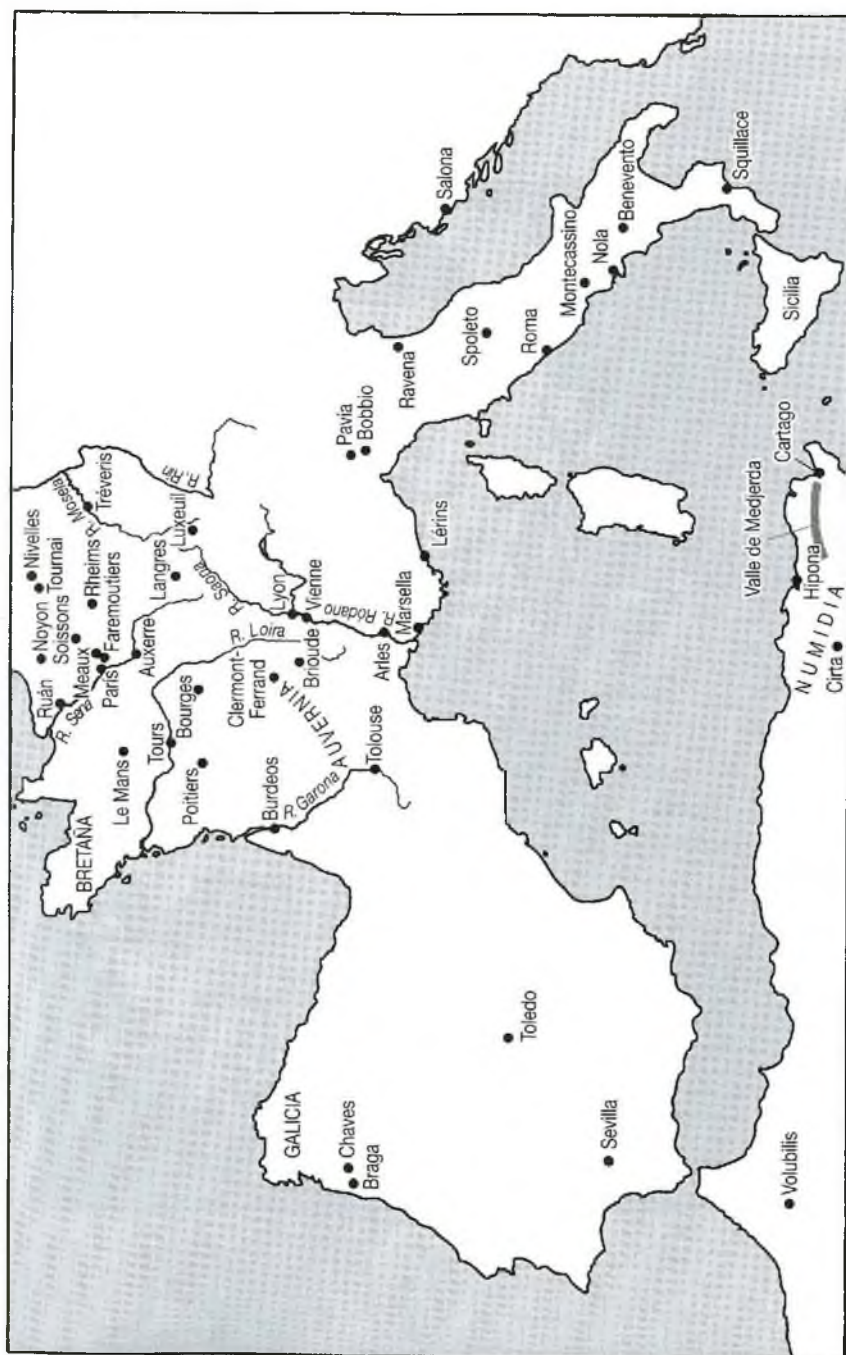 Nivelles
Noyon
Tournai
Soissons
Ruán
R. Sena
Meaux
Rheims
R. Mosela
Tréveris
Faremoutiers
París
R. Rin
BRETAÑA
Le Mans
Auxerre
Langres
Luxeuil
Tours
R. Saona
Bourges
Poitiers
R. Loira
Lyon
Vienne
Clermont-
Ferrand
Brioude
Burdeos
AUVERNIA
R. Garona
R. Ródano
Pavia
Bobbio
Tolouse
Arles
Marsella
Lérins
Ravena
Salona
GALICIA
Chaves
Braga
Spoleto
Roma
Montecassino
Nola
Benevento
Toledo
Sevilla
Squillace
Sicilia
Valle de Medjerda
Cartago
Hipona
NUMIDIA
Cirta
Volubilis